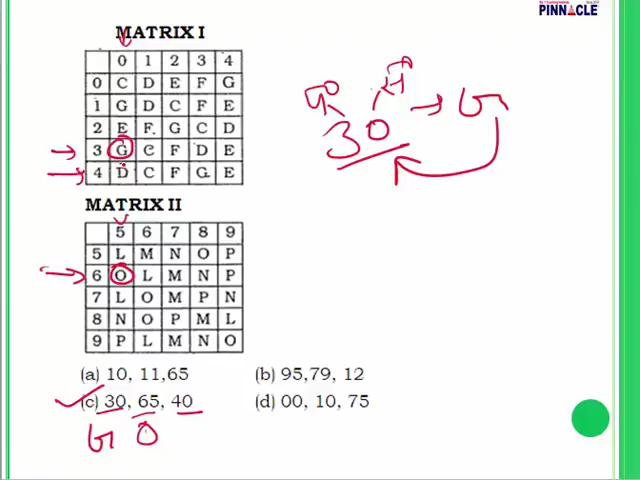 PINNACLE
MATRIX I
0 1 2 3 4
0 C D E F G
1 G D C F E
2 E F G C D
3 G C F D E
4 D C F G E
30 → G
MATRIX II
5 6 7 8 9
5 L M N O P
6 O L M N P
7 L O M P N
8 N O P M L
9 P L M N O
(a) 10, 11,65 (b) 95,79, 12
(c) 30, 65, 40 (d) 00, 10, 75
G O